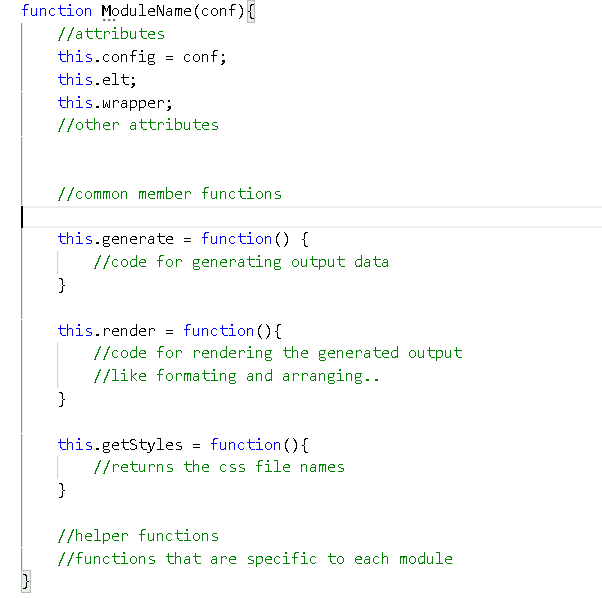 function ModuleName(conf){
//attributes
this.config = conf;
this.elt;
this.wrapper;
//other attributes
//common member functions
this.generate = function() {
//code for generating output data
}
this.render = function(){
//code for rendering the generated output
//like formating and arranging..
}
this.getStyles = function(){
//returns the css file names
}
//helper functions
//functions that are specific to each module
}